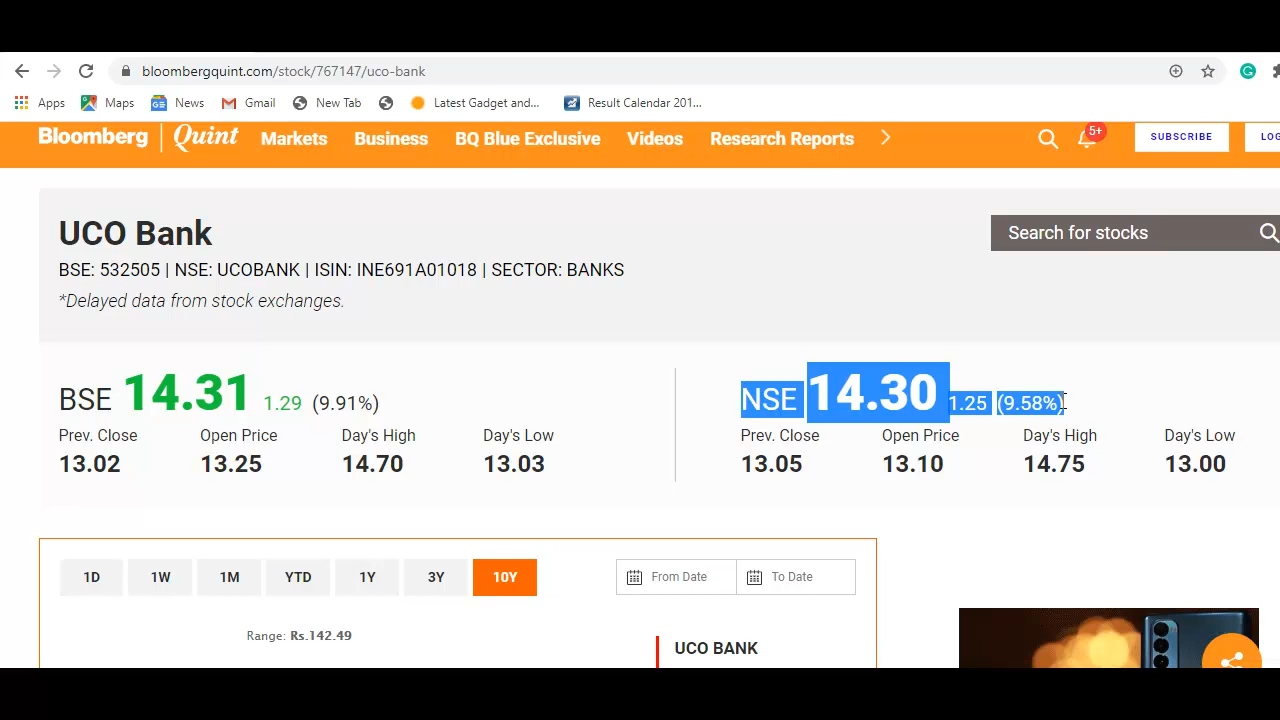 bloombergquint.com/stock/767147/uco-bank
Apps Maps News Gmail New Tab Latest Gadget and... Result Calendar 201...
Bloomberg | Quint Markets Business BQ Blue Exclusive Videos Research Reports 5+ SUBSCRIBE LOG
UCO Bank
Search for stocks
BSE: 532505 | NSE: UCOBANK | ISIN: INE691A01018 | SECTOR: BANKS
*Delayed data from stock exchanges.
BSE 14.31 1.29 (9.91%)
Prev. Close Open Price Day's High Day's Low
13.02 13.25 14.70 13.03
NSE 14.30 1.25 (9.58%)
Prev. Close Open Price Day's High Day's Low
13.05 13.10 14.75 13.00
1D 1W 1M YTD 1Y 3Y 10Y From Date To Date
Range: Rs.142.49
UCO BANK